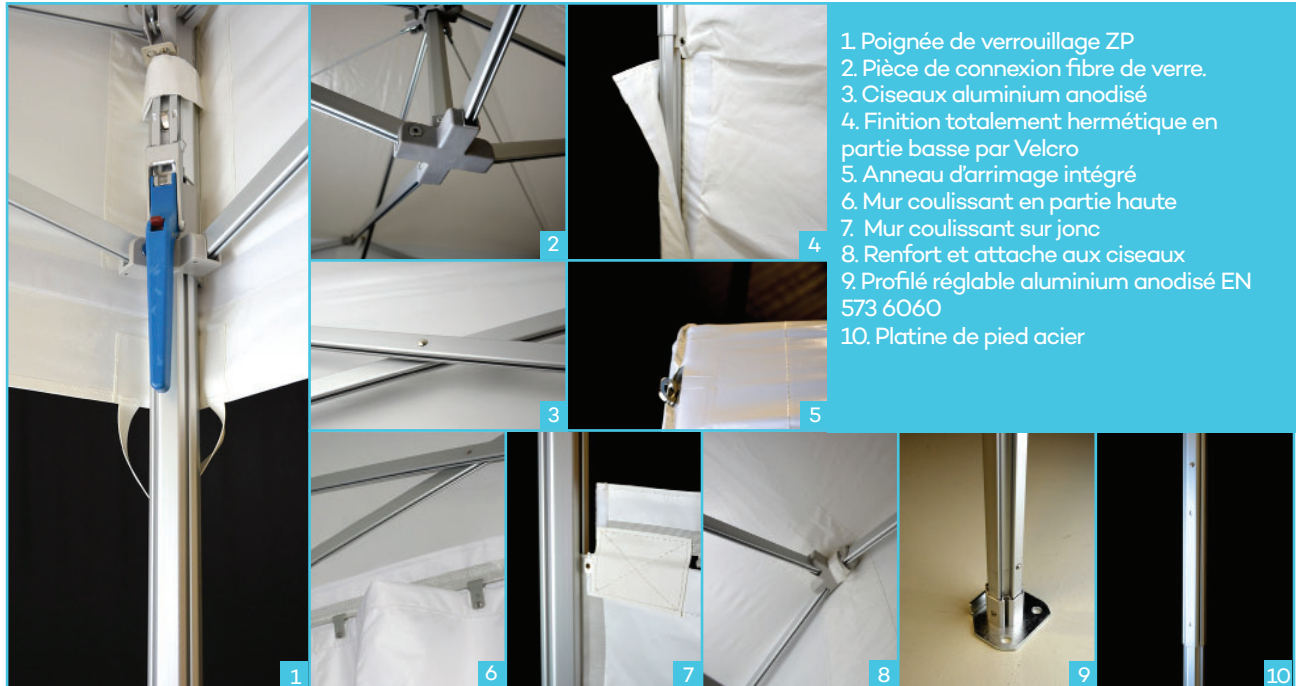 1. Poignée de verrouillage ZP
2. Pièce de connexion fibre de verre.
3. Ciseaux aluminium anodisé
4. Finition totalement hermétique en
partie basse par Velcro
5. Anneau d'arrimage intégré
6. Mur coulissant en partie haute
7. Mur coulissant sur jonc
8. Renfort et attache aux ciseaux
9. Profilé réglable aluminium anodisé EN
573 6060
10. Platine de pied acier
2
4
3
5
1
6
7
8
9
10